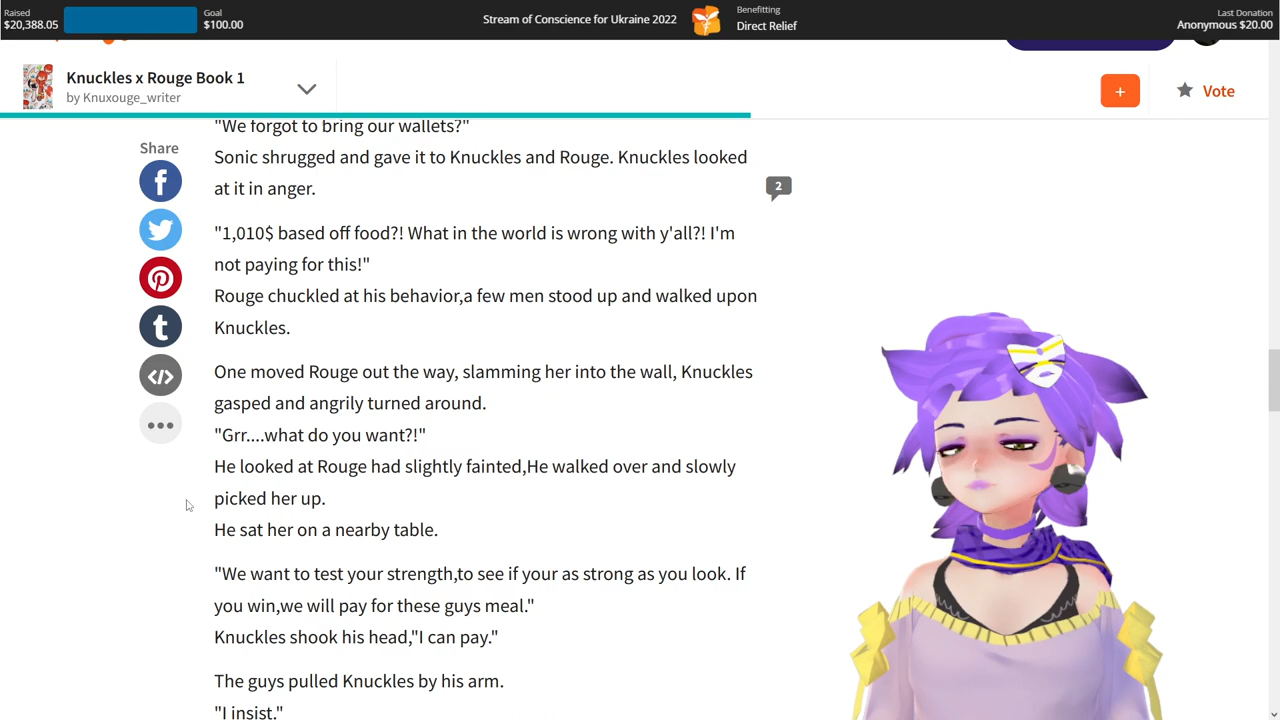 Raised
$20,388.05
Goal
$100.00
Stream of Conscience for Ukraine 2022
Benefitting
Direct Relief
Last Donation
Anonymous $20.00
Knuckles x Rouge Book 1
by Knuxouge_writer
+
Vote
Share
"We forgot to bring our wallets?"
Sonic shrugged and gave it to Knuckles and Rouge. Knuckles looked
at it in anger.
2
"1,010$ based off food?! What in the world is wrong with y'all?! I'm
not paying for this!"
Rouge chuckled at his behavior,a few men stood up and walked upon
Knuckles.
One moved Rouge out the way, slamming her into the wall, Knuckles
gasped and angrily turned around.
"Grr....what do you want?!"
He looked at Rouge had slightly fainted,He walked over and slowly
picked her up.
He sat her on a nearby table.
"We want to test your strength,to see if your as strong as you look. If
you win,we will pay for these guys meal."
Knuckles shook his head,"I can pay."
The guys pulled Knuckles by his arm.
"I insist."